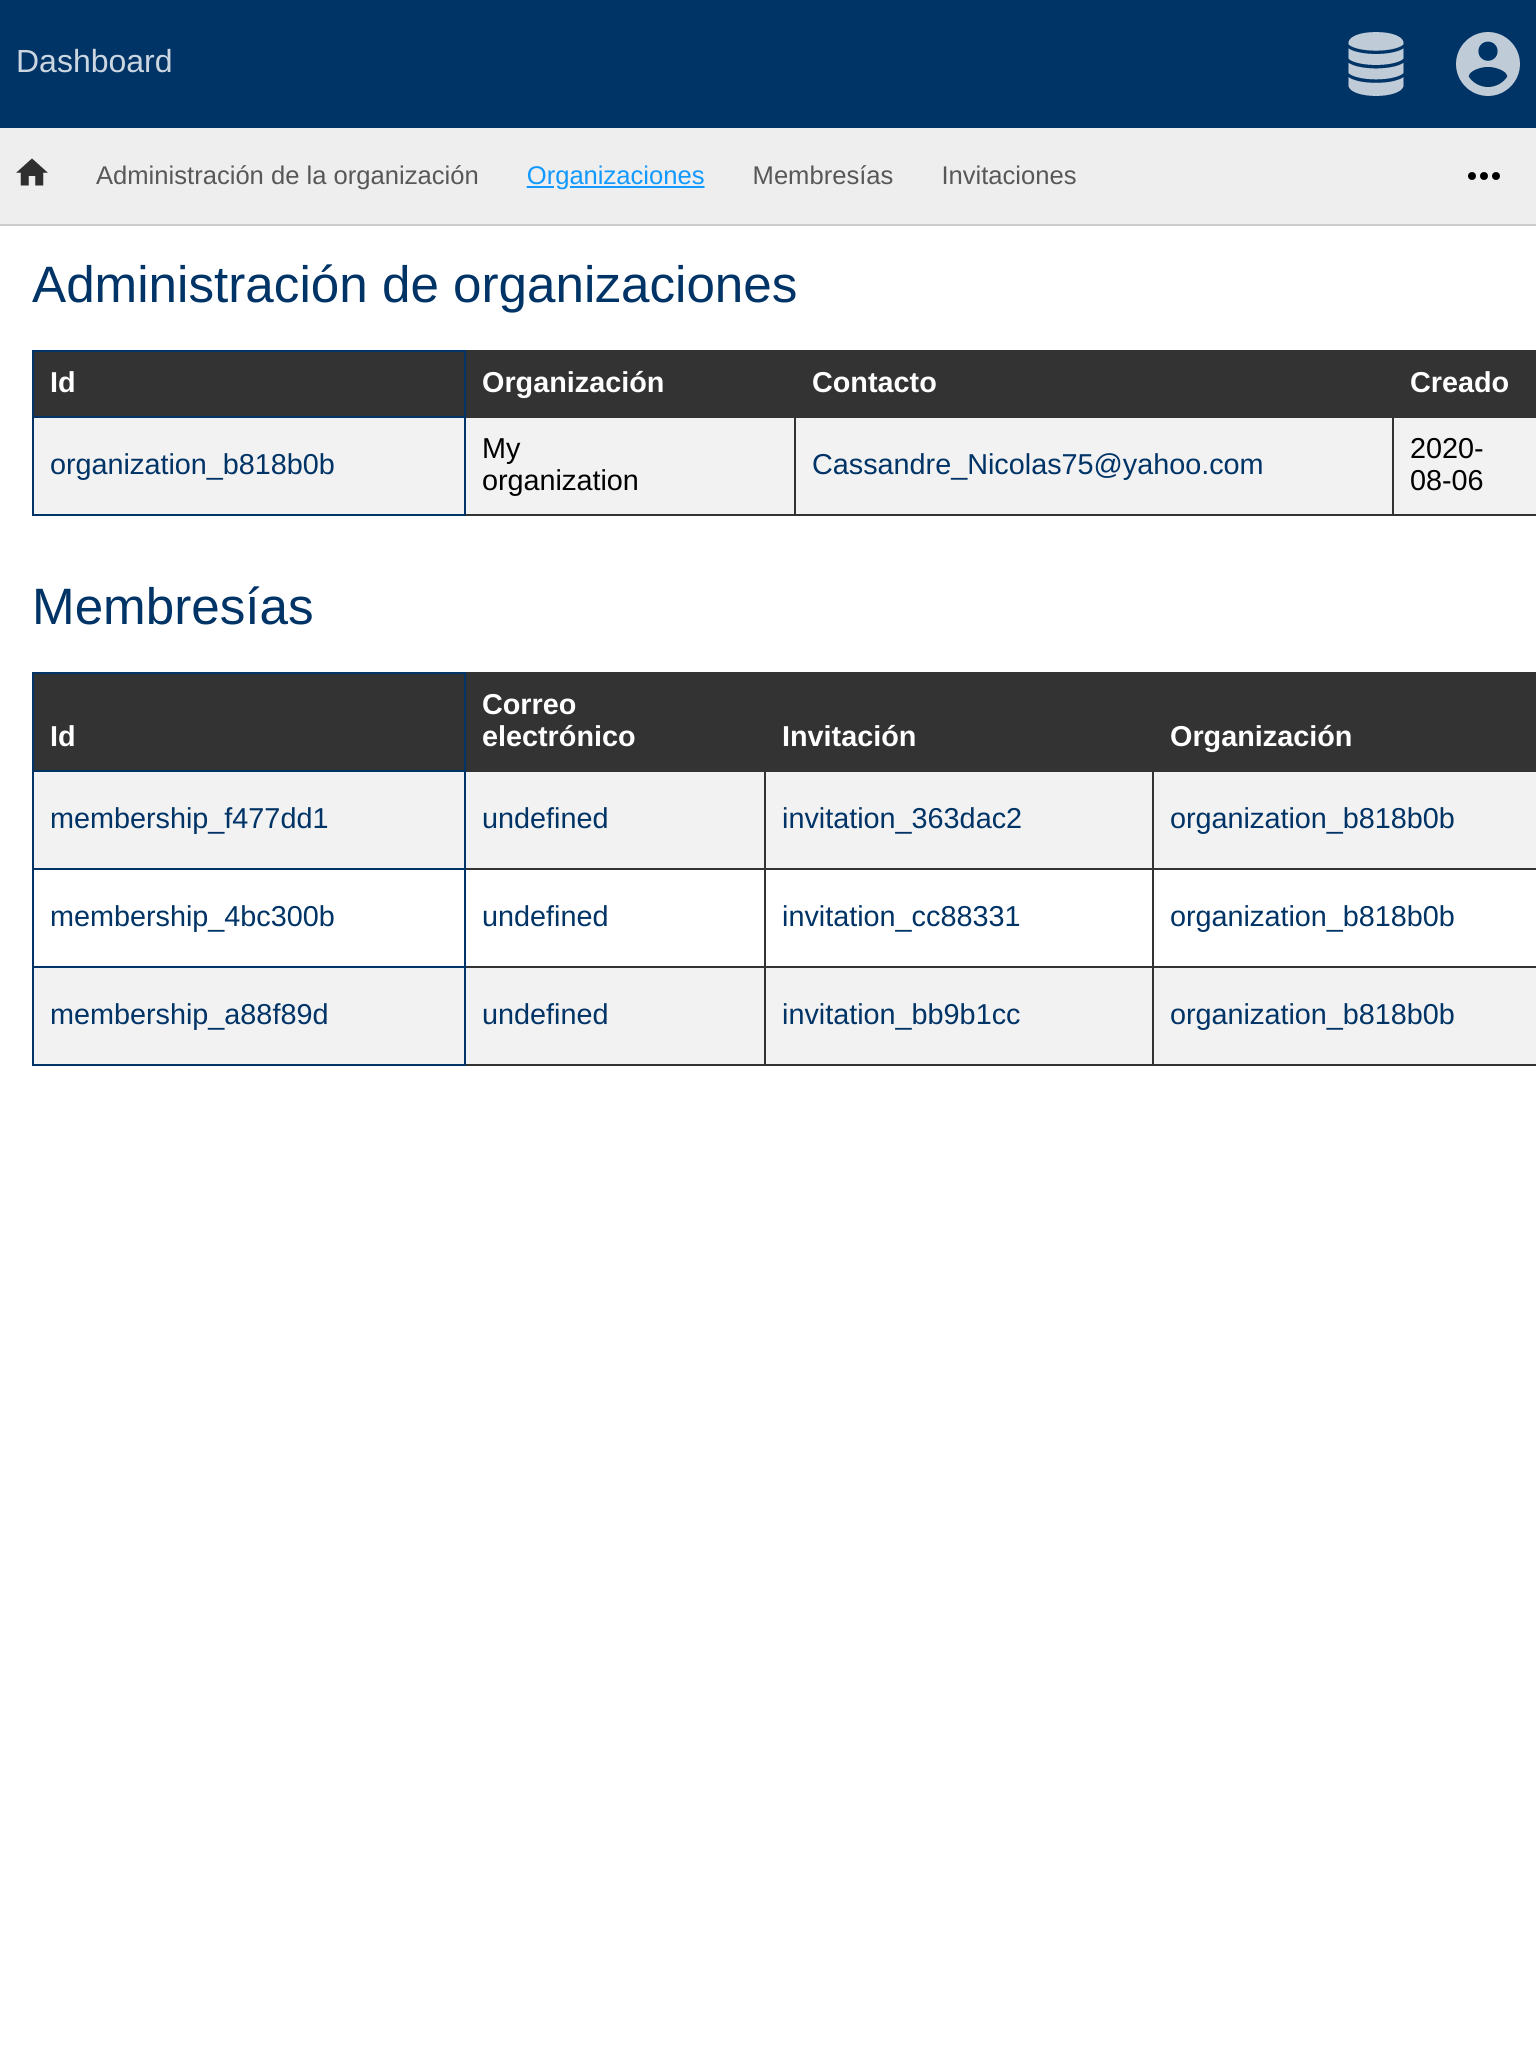 Dashboard
Administración de la organización Organizaciones Membresías Invitaciones
Administración de organizaciones
Id Organización Contacto Creado
organization_b818b0b My organization Cassandre_Nicolas75@yahoo.com 2020-08-06
Membresías
Id Correo electrónico Invitación Organización
membership_f477dd1 undefined invitation_363dac2 organization_b818b0b
membership_4bc300b undefined invitation_cc88331 organization_b818b0b
membership_a88f89d undefined invitation_bb9b1cc organization_b818b0b